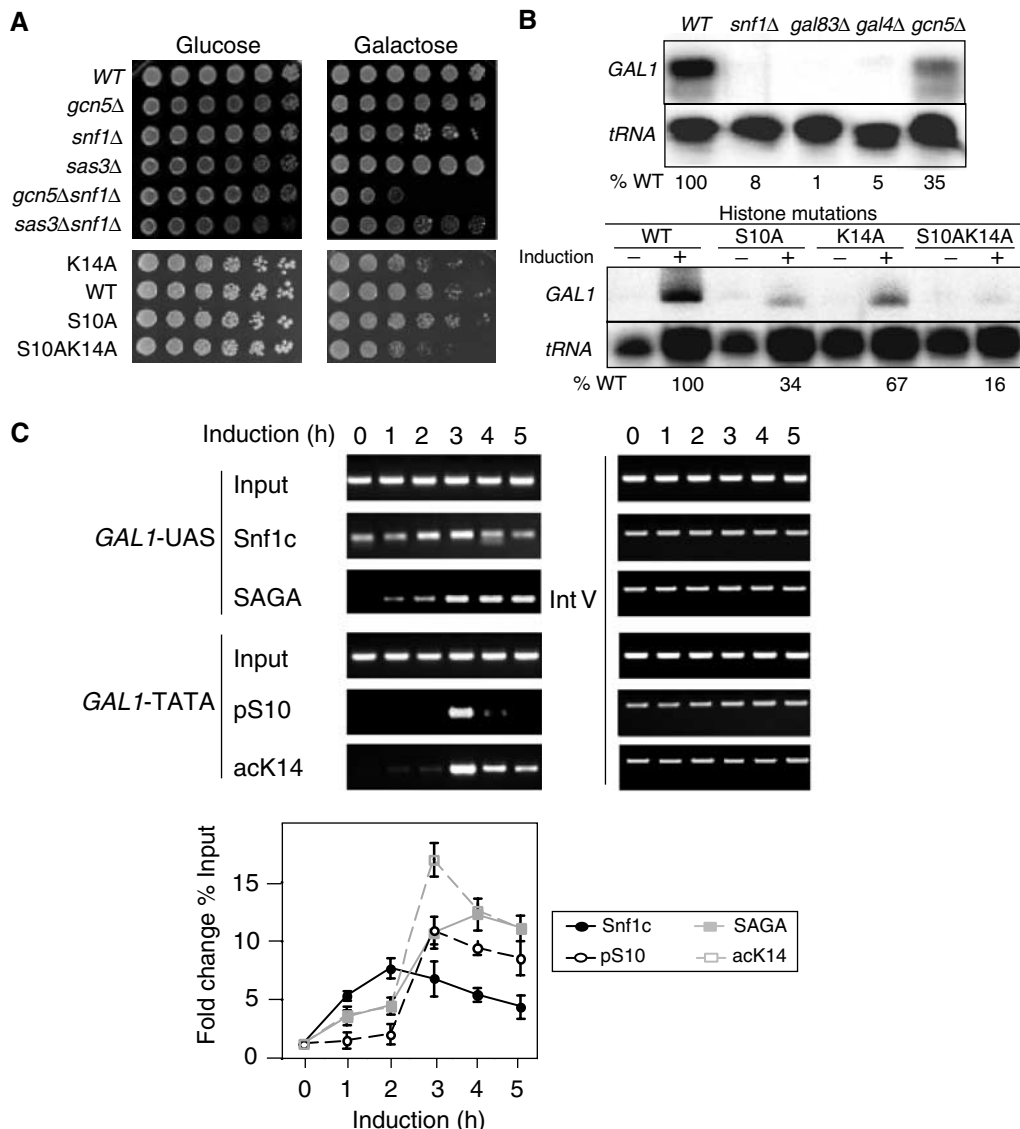 A
Glucose Galactose
WT
gcn5Δ
snf1Δ
sas3Δ
gcn5Δsnf1Δ
sas3Δsnf1Δ
K14A
WT
S10A
S10AK14A
B
WT snf1Δ gal83Δ gal4Δ gcn5Δ
GAL1
tRNA
% WT 100 8 1 5 35
Histone mutations
WT S10A K14A S10AK14A
Induction − + − + − + − +
GAL1
tRNA
% WT 100 34 67 16
C
Induction (h) 0 1 2 3 4 5 0 1 2 3 4 5
Input
GAL1-UAS Snf1c
SAGA Int V
Input
GAL1-TATA pS10
acK14
Fold change % Input
15
10
5
0
0 1 2 3 4 5
Induction (h)
Snf1c SAGA
pS10 acK14